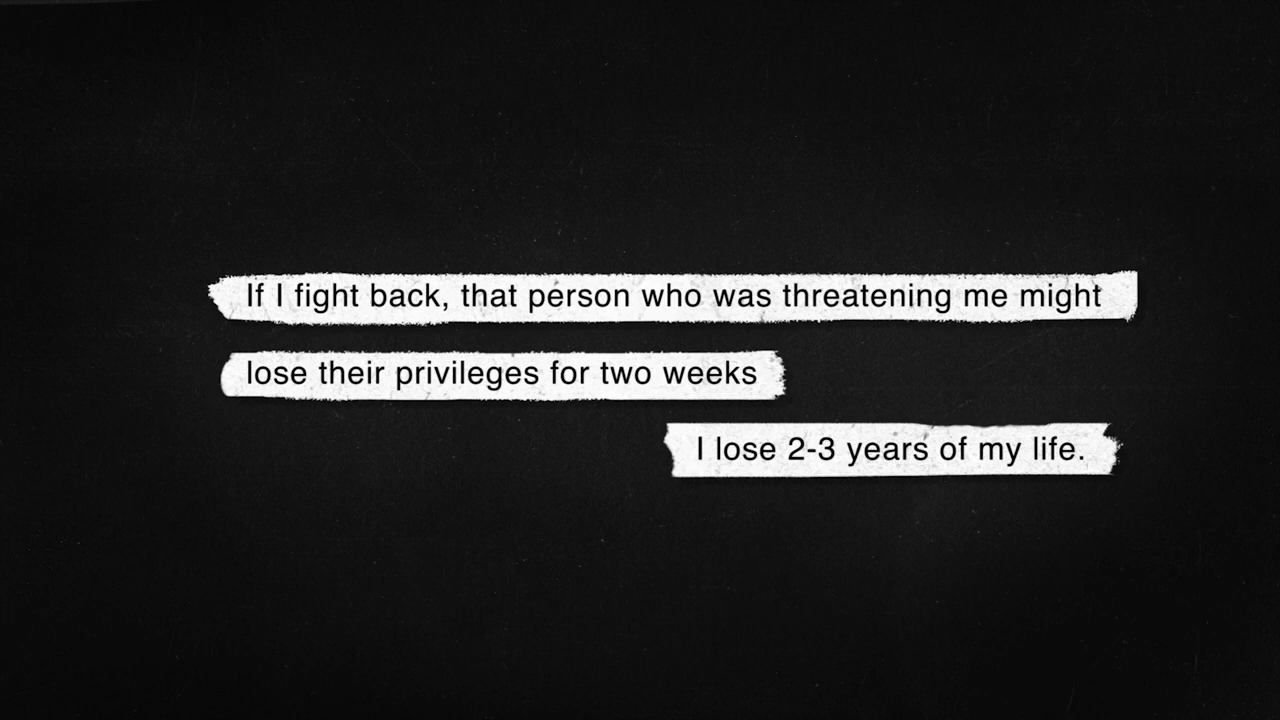 If I fight back, that person who was threatening me might
lose their privileges for two weeks
I lose 2-3 years of my life.